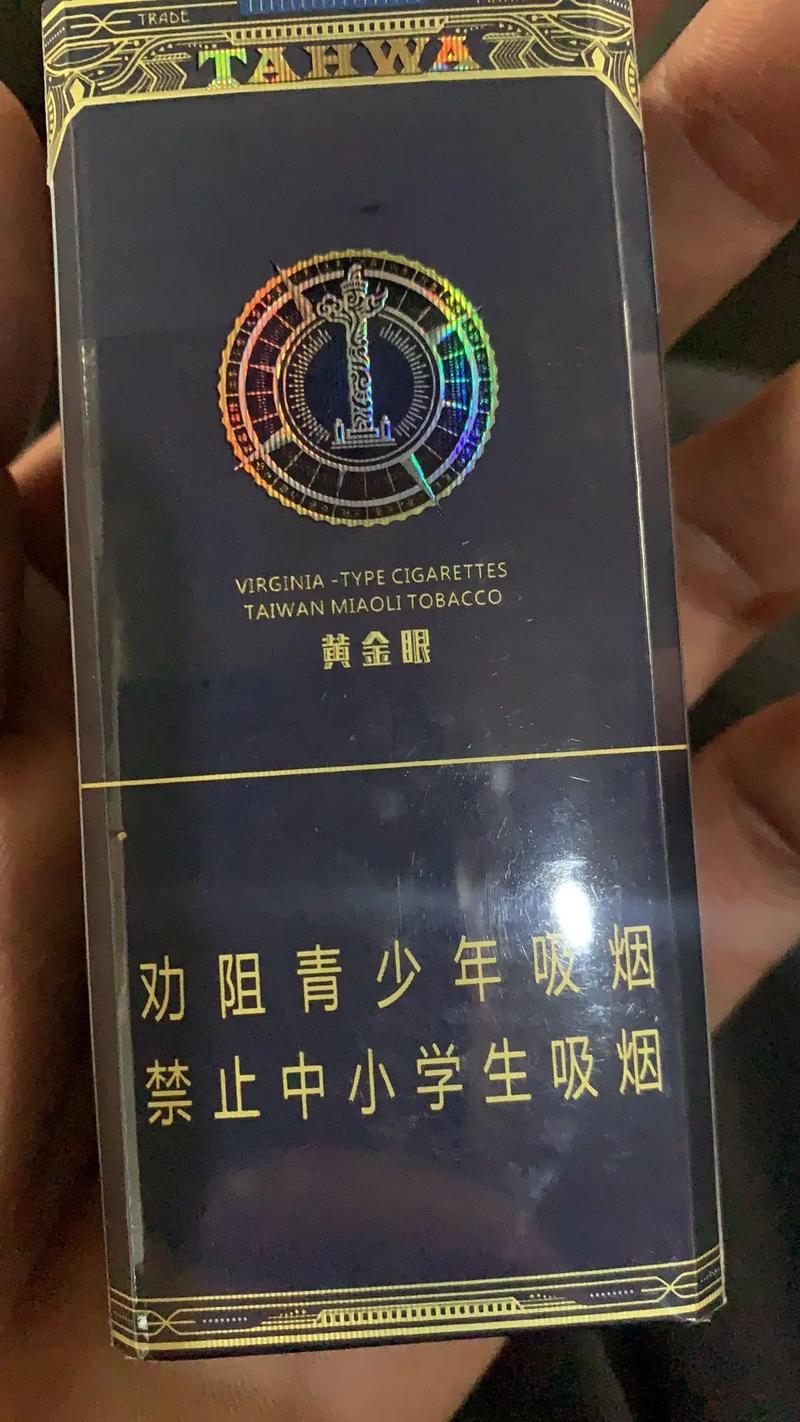 TRADE
TAHWA
VIRGINIA -TYPE CIGARETTES
TAIWAN MIAOLI TOBACCO
黄金眼
劝阻青少年吸烟
禁止中小学生吸烟